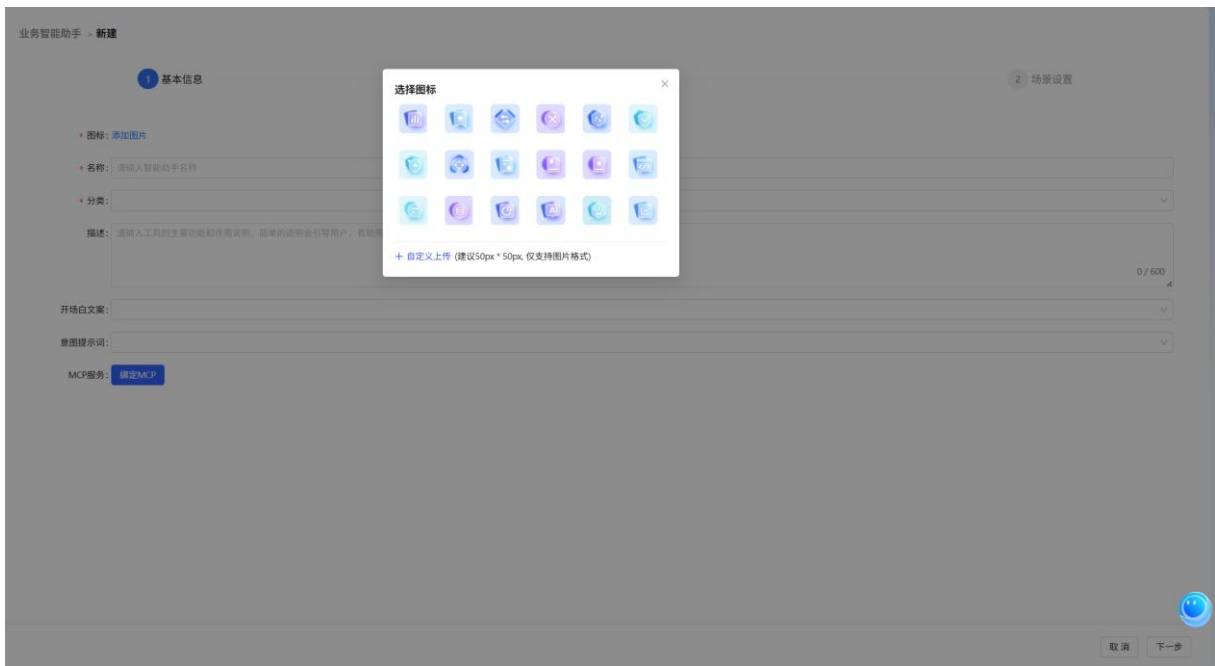 业务智能助手 > 新建
1 基本信息
2 场景设置
选择图标
* 图标: 添加图片
* 名称: 请输入智能助手名称
* 分类:
描述: 请输入工具的主要功能和作用说明，简单的说明会引导用户，有助用
0 / 600
+ 自定义上传 (建议50px * 50px, 仅支持图片格式)
开场白文案:
意图提示词:
MCP服务: 绑定MCP
取消 下一步